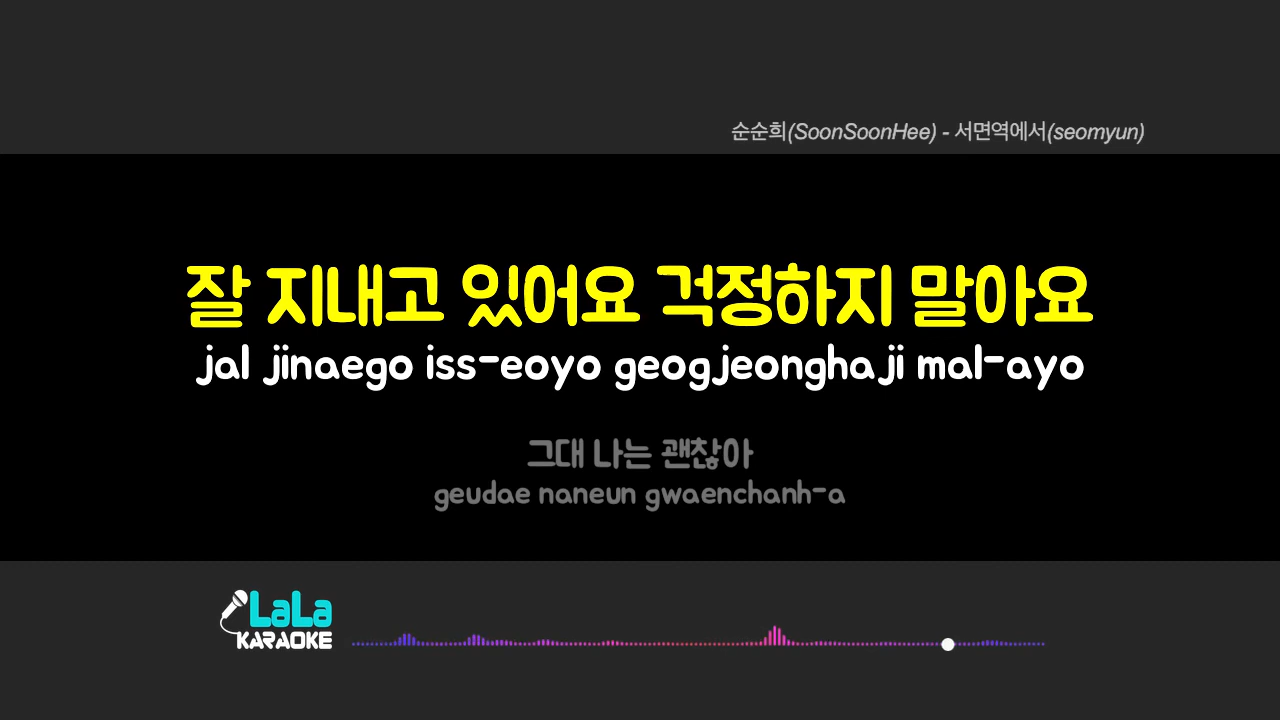 순순희(SoonSoonHee) - 서면역에서(seomyun)
잘 지내고 있어요 걱정하지 말아요
jal jinaego iss-eoyo geogjeonghaji mal-ayo
그대 나는 괜찮아
geudae naneun gwaenchanh-a
LaLa
KARAOKE